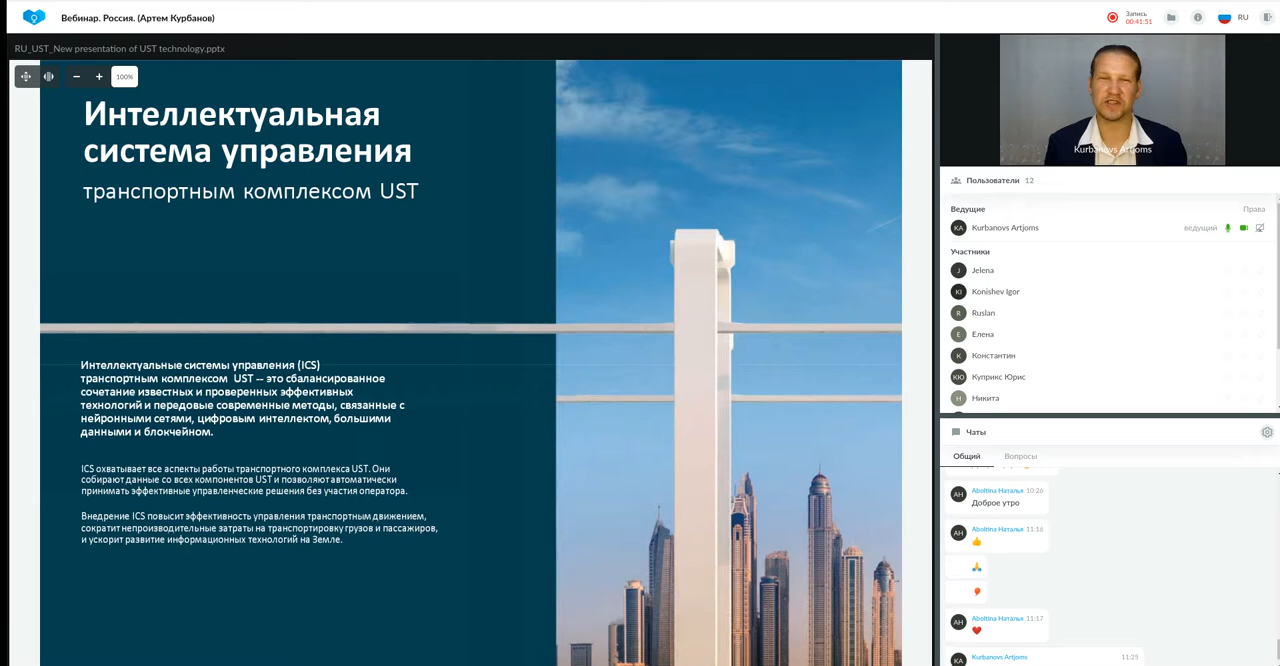 Вебинар. Россия. (Артем Курбанов)
Запись
00:41:51
RU
RU_UST_New presentation of UST technology.pptx
100%
Интеллектуальная
система управления
транспортным комплексом UST
Интеллектуальные системы управления (ICS)
транспортным комплексом UST -- это сбалансированное
сочетание известных и проверенных эффективных
технологий и передовые современные методы, связанные с
нейронными сетями, цифровым интеллектом, большими
данными и блокчейном.
ICS охватывает все аспекты работы транспортного комплекса UST. Они
собирают данные со всех компонентов UST и позволяют автоматически
принимать эффективные управленческие решения без участия оператора.
Внедрение ICS повысит эффективность управления транспортным движением,
сократит непроизводительные затраты на транспортировку грузов и пассажиров,
и ускорит развитие информационных технологий на Земле.
Kurbanovs Artjoms
Пользователи 12
Ведущие Права
KA Kurbanovs Artjoms ведущий
Участники
J Jelena
KI Konishev Igor
R Ruslan
Е Елена
К Константин
КЮ Куприкс Юрис
Н Никита
Чаты
Общий Вопросы
AH Aboltina Наталья 10:26
Доброе утро
AH Aboltina Наталья 11:16
AH Aboltina Наталья 11:17
KA Kurbanovs Artjoms 11:25